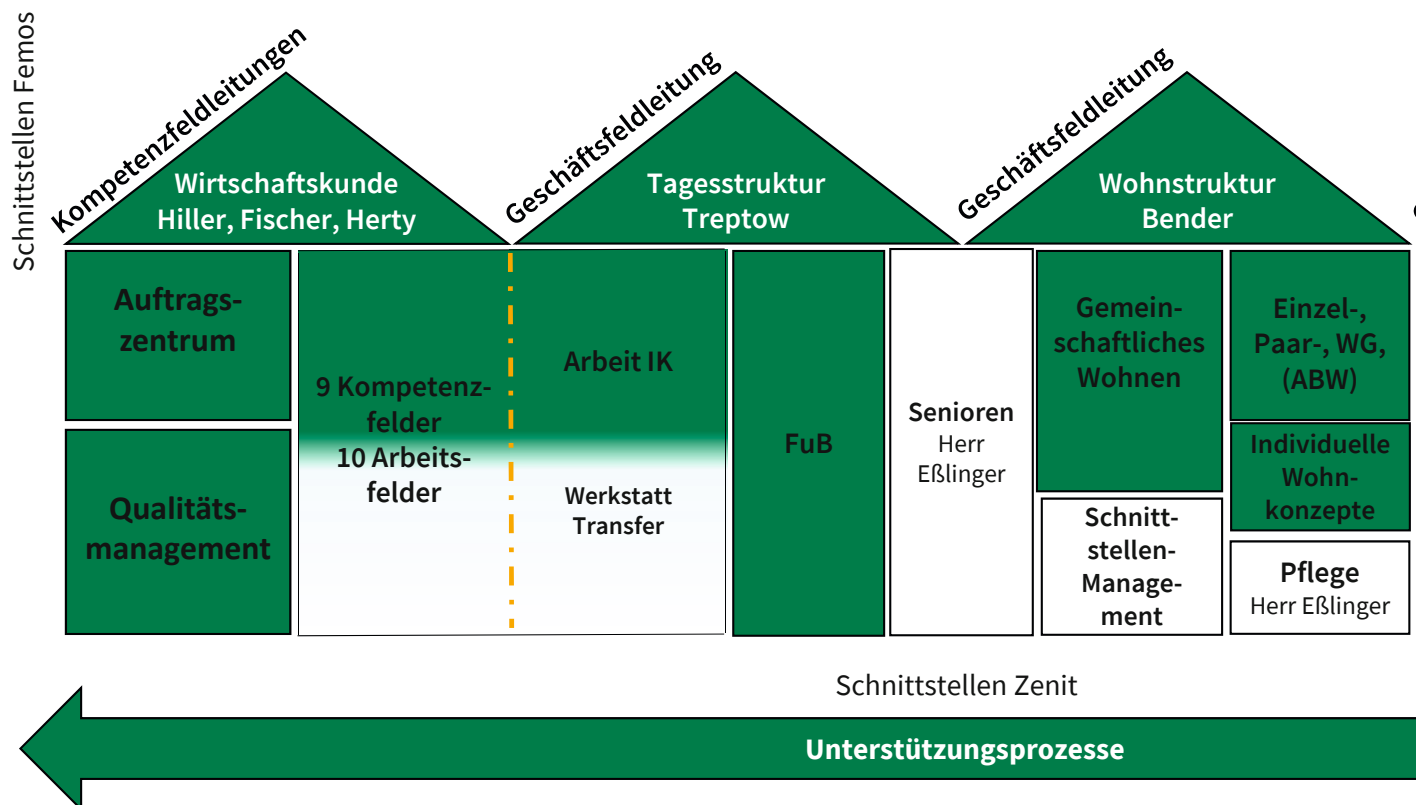 Schnittstellen Femos
Kompetenzfeldleitungen
Wirtschaftskunde
Hiller, Fischer, Herty
Geschäftsfeldleitung
Tagesstruktur
Treptow
Geschäftsfeldleitung
Wohnstruktur
Bender
Auftrags-
zentrum
Qualitäts-
management
9 Kompetenz-
felder
10 Arbeits-
felder
Arbeit IK
Werkstatt
Transfer
FuB
Senioren
Herr
Eßlinger
Gemein-
schaftliches
Wohnen
Schnitt-
stellen-
Manage-
ment
Einzel-,
Paar-, WG,
(ABW)
Individuelle
Wohn-
konzepte
Pflege
Herr Eßlinger
Schnittstellen Zenit
Unterstützungsprozesse